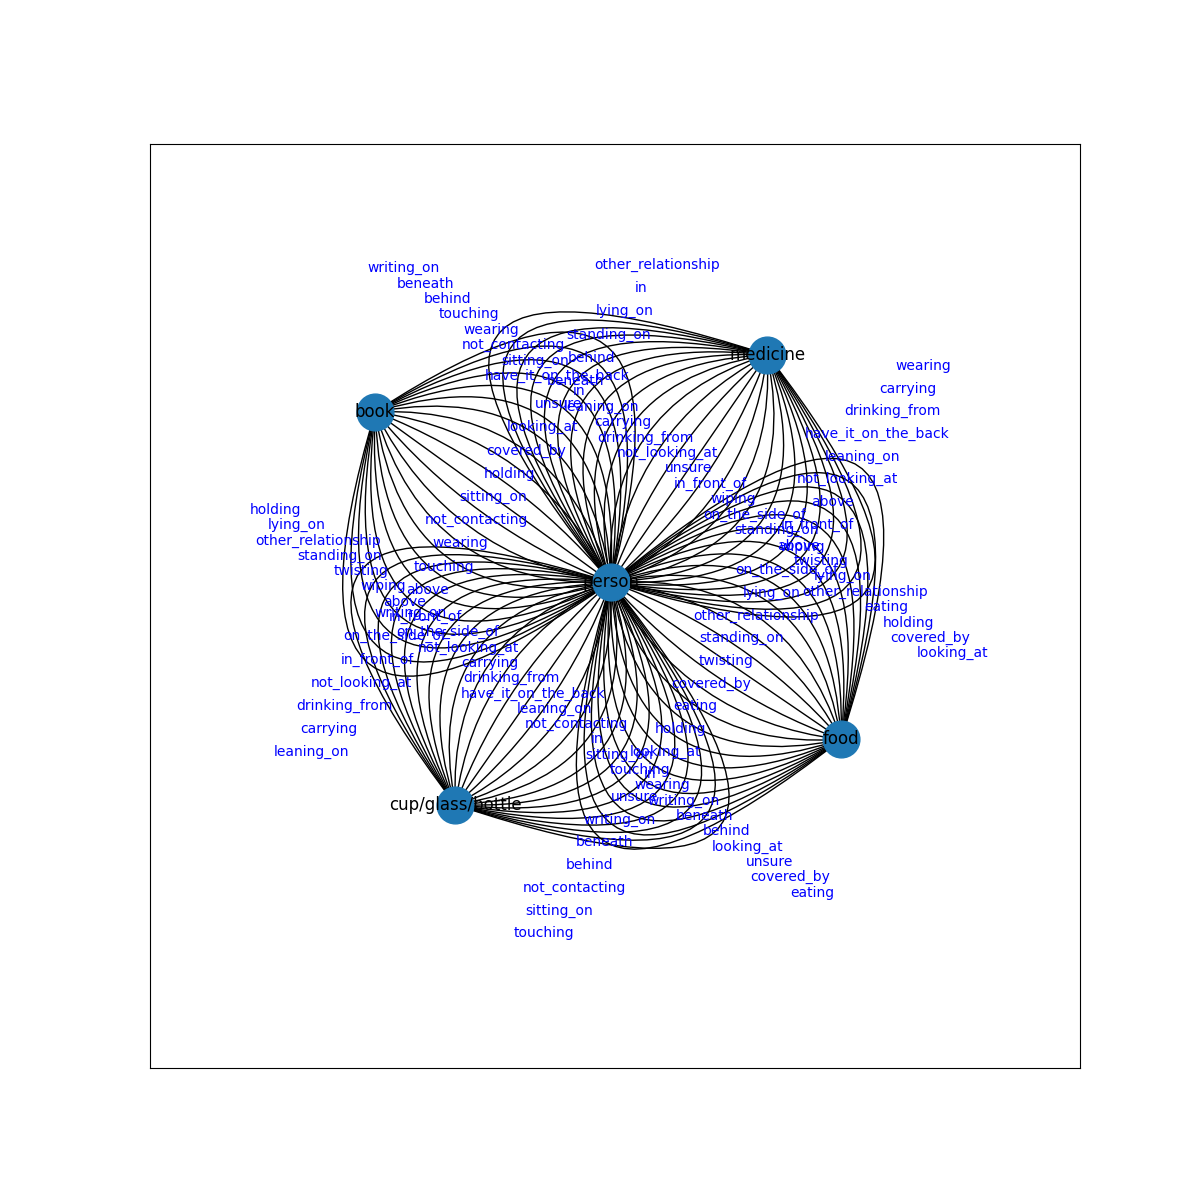 other_relationship
writing_on
beneath
in
behind
lying_on
touching
wearing
standing_on
not_contacting
medicine
behind
sitting_on
wearing
have_it_on_the_back
beneath
carrying
in
unsure
leaning_on
drinking_from
book
carrying
looking_at
have_it_on_the_back
drinking_from
covered_by
not_looking_at
leaning_on
unsure
holding
not_looking_at
in_front_of
sitting_on
wiping
above
holding
on_the_side_of
not_contacting
lying_on
in_front_of
standing_on
other_relationship
wearing
above
wiping
standing_on
twisting
touching
on_the_side_of
twisting
lying_on
person
wiping
above
lying_on
other_relationship
above
eating
writing_on
in_front_of
other_relationship
holding
on_the_side_of
on_the_side_of
standing_on
covered_by
not_looking_at
looking_at
in_front_of
twisting
carrying
drinking_from
not_looking_at
covered_by
have_it_on_the_back
drinking_from
eating
leaning_on
not_contacting
carrying
holding
in
food
leaning_on
sitting_on
looking_at
touching
in
wearing
unsure
writing_on
cup/glass/bottle
beneath
writing_on
behind
beneath
looking_at
unsure
behind
covered_by
not_contacting
eating
sitting_on
touching